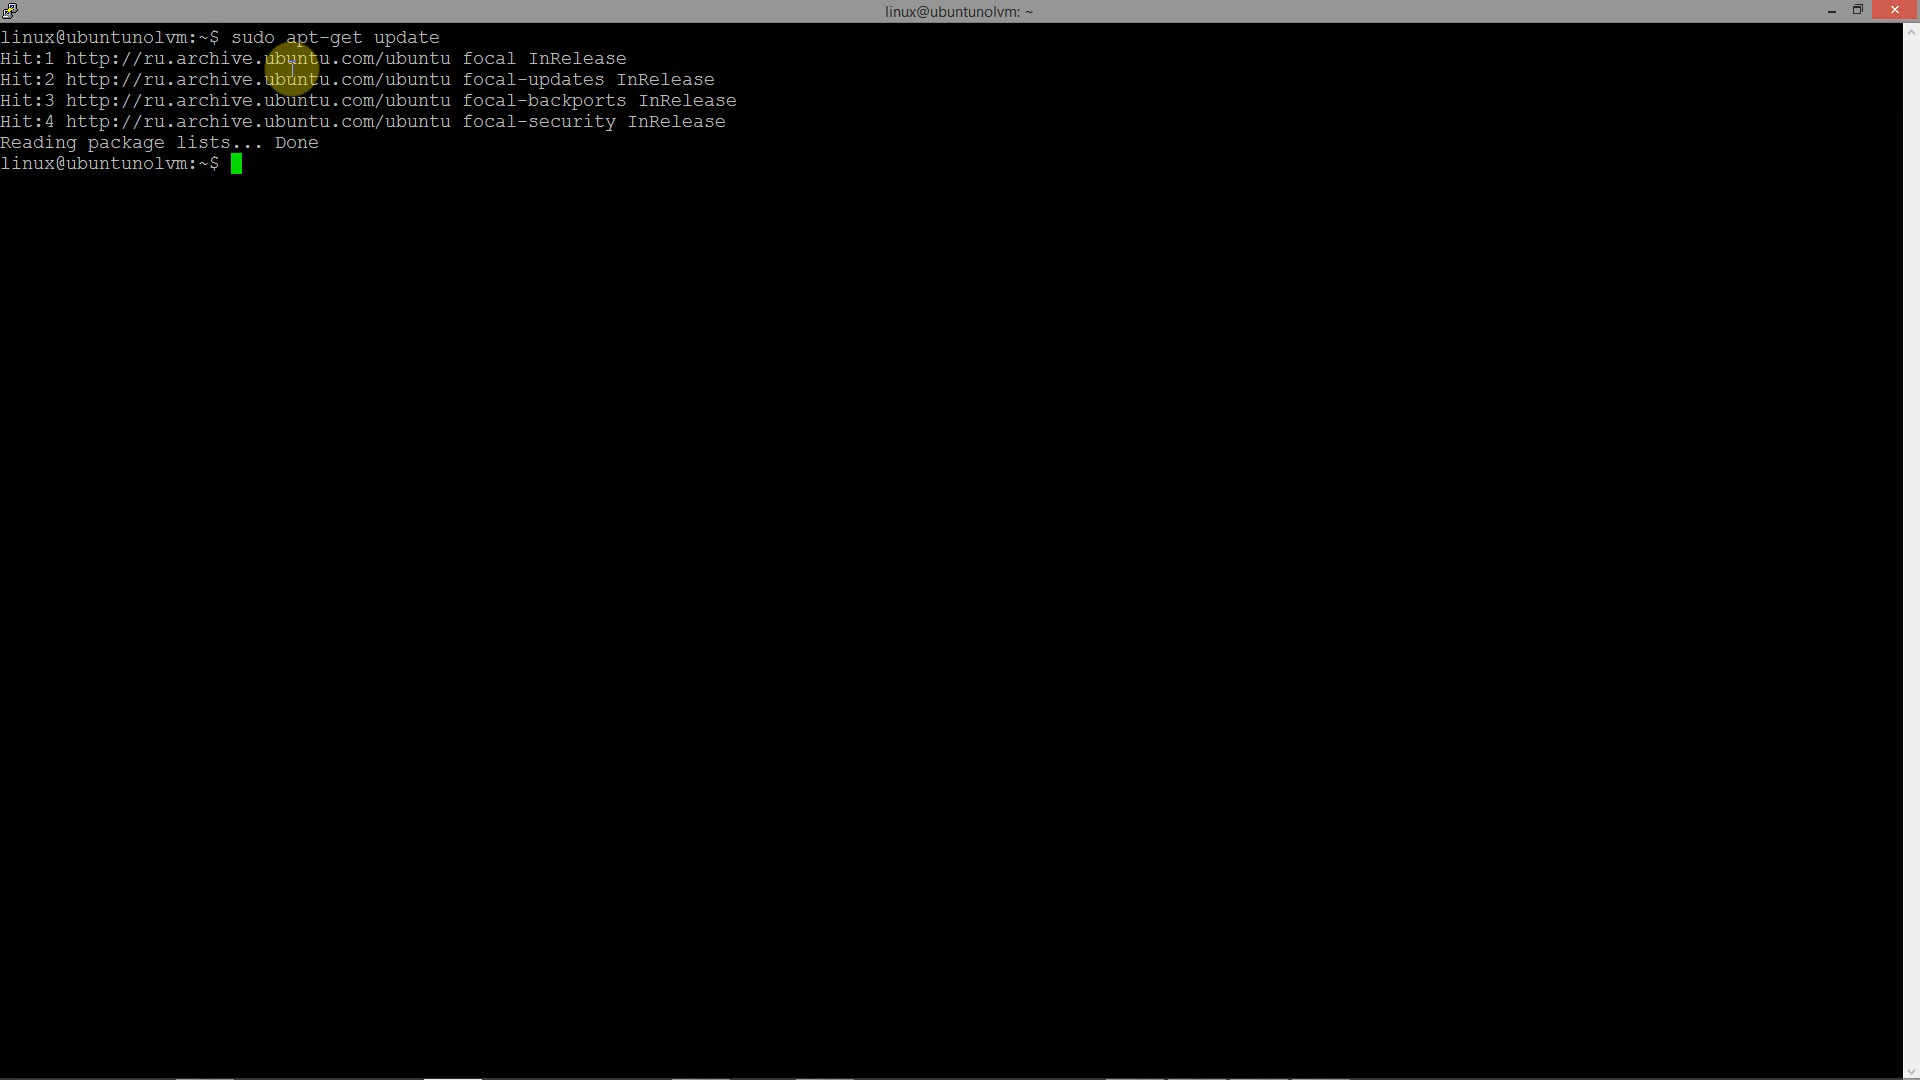 linux@ubuntunolvm: ~
linux@ubuntunolvm:~$ sudo apt-get update
Hit:1 http://ru.archive.ubuntu.com/ubuntu focal InRelease
Hit:2 http://ru.archive.ubuntu.com/ubuntu focal-updates InRelease
Hit:3 http://ru.archive.ubuntu.com/ubuntu focal-backports InRelease
Hit:4 http://ru.archive.ubuntu.com/ubuntu focal-security InRelease
Reading package lists... Done
linux@ubuntunolvm:~$